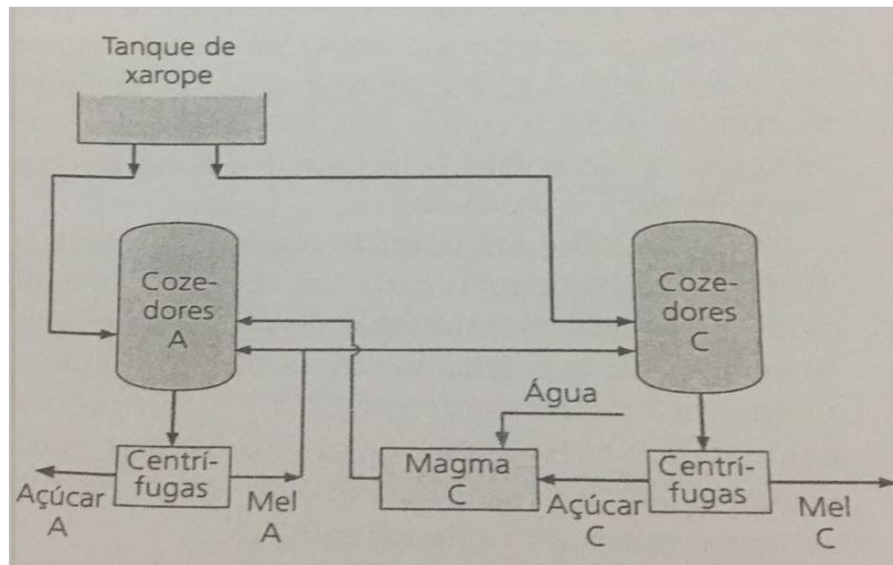 Tanque de
xarope
Coze-
dores
A
Coze-
dores
C
Água
Centrí-
fugas
Açúcar
A
Mel
A
Magma
C
Açúcar
C
Centrí-
fugas
Mel
C